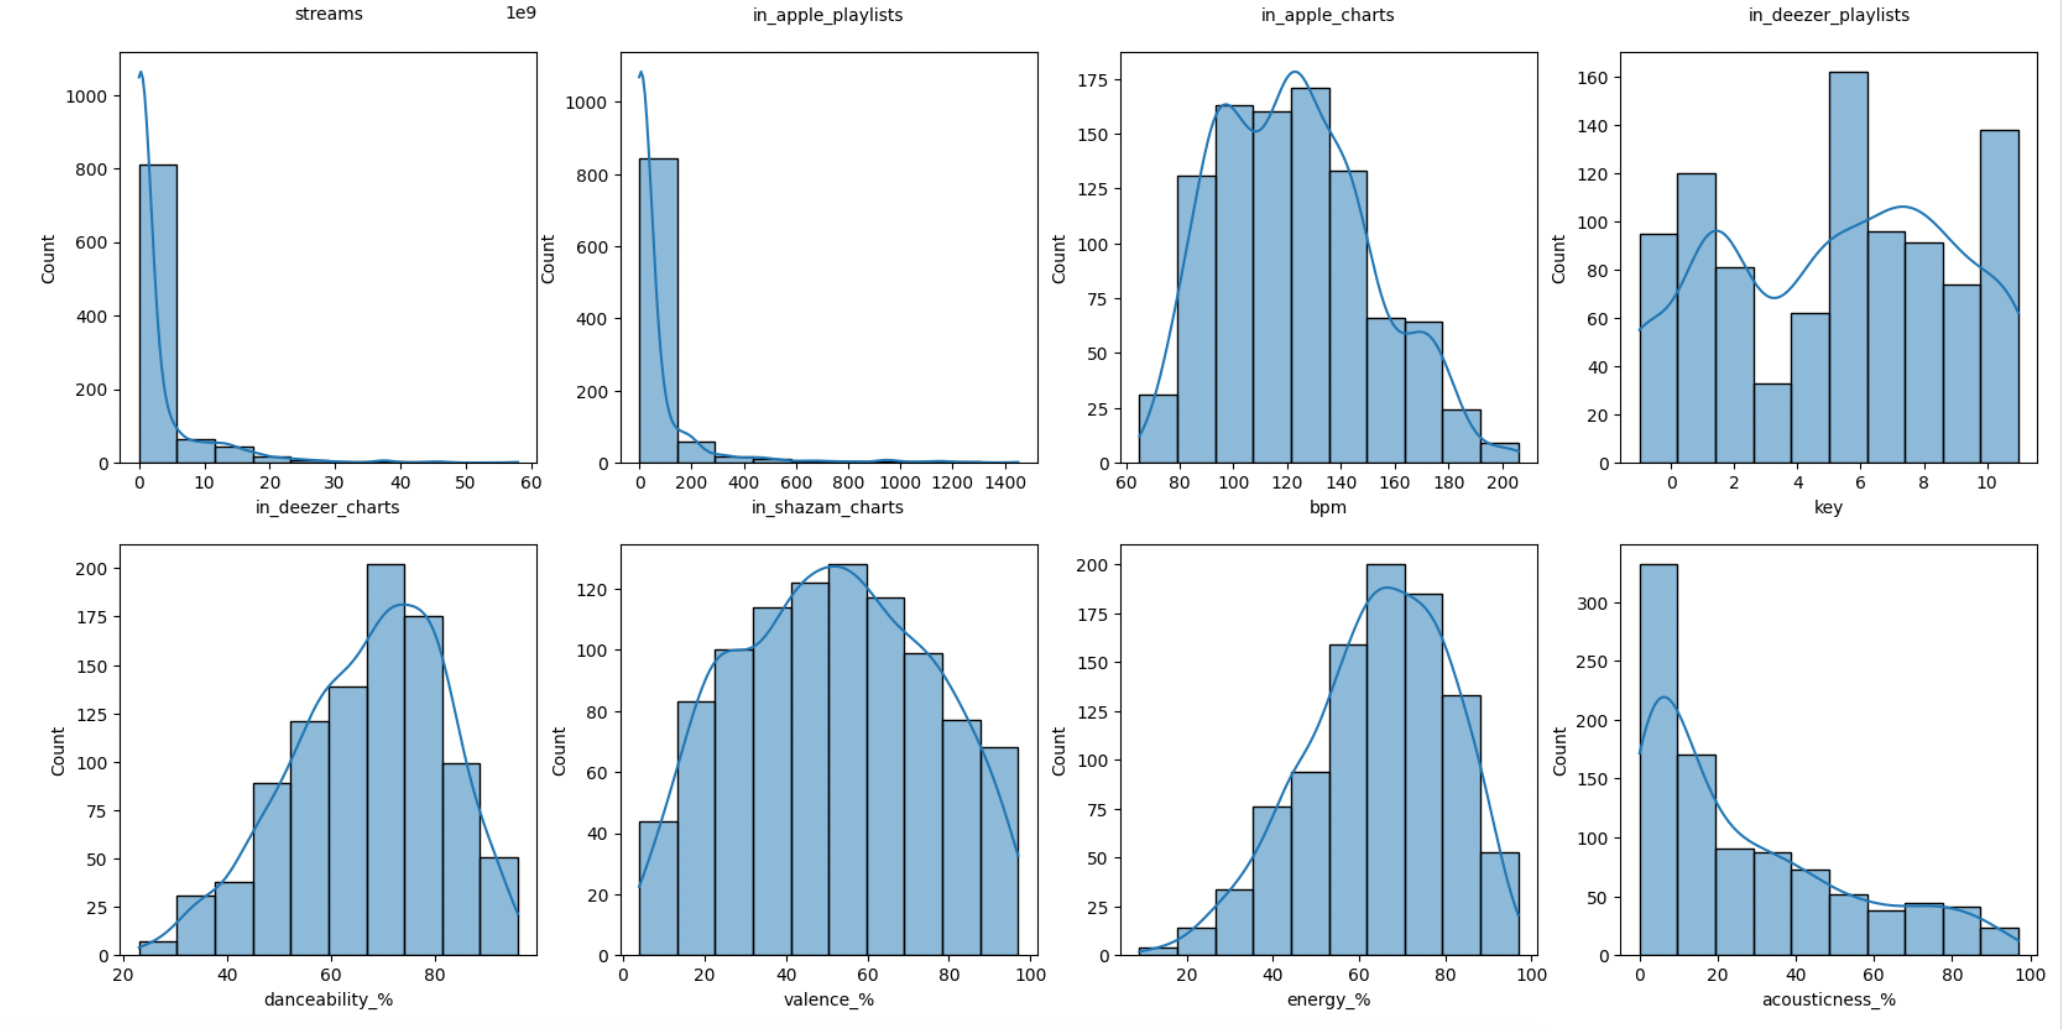 streams 1e9 in_apple_playlists in_apple_charts in_deezer_playlists
Count
1000
800
600
400
200
0
0 10 20 30 40 50 60
in_deezer_charts
Count
1000
800
600
400
200
0
0 200 400 600 800 1000 1200 1400
in_shazam_charts
Count
175
150
125
100
75
50
25
0
60 80 100 120 140 160 180 200
bpm
Count
160
140
120
100
80
60
40
20
0
0 2 4 6 8 10
key
Count
200
175
150
125
100
75
50
25
0
20 40 60 80
danceability_%
Count
120
100
80
60
40
20
0
0 20 40 60 80 100
valence_%
Count
200
175
150
125
100
75
50
25
0
20 40 60 80 100
energy_%
Count
300
250
200
150
100
50
0
0 20 40 60 80 100
acousticness_%